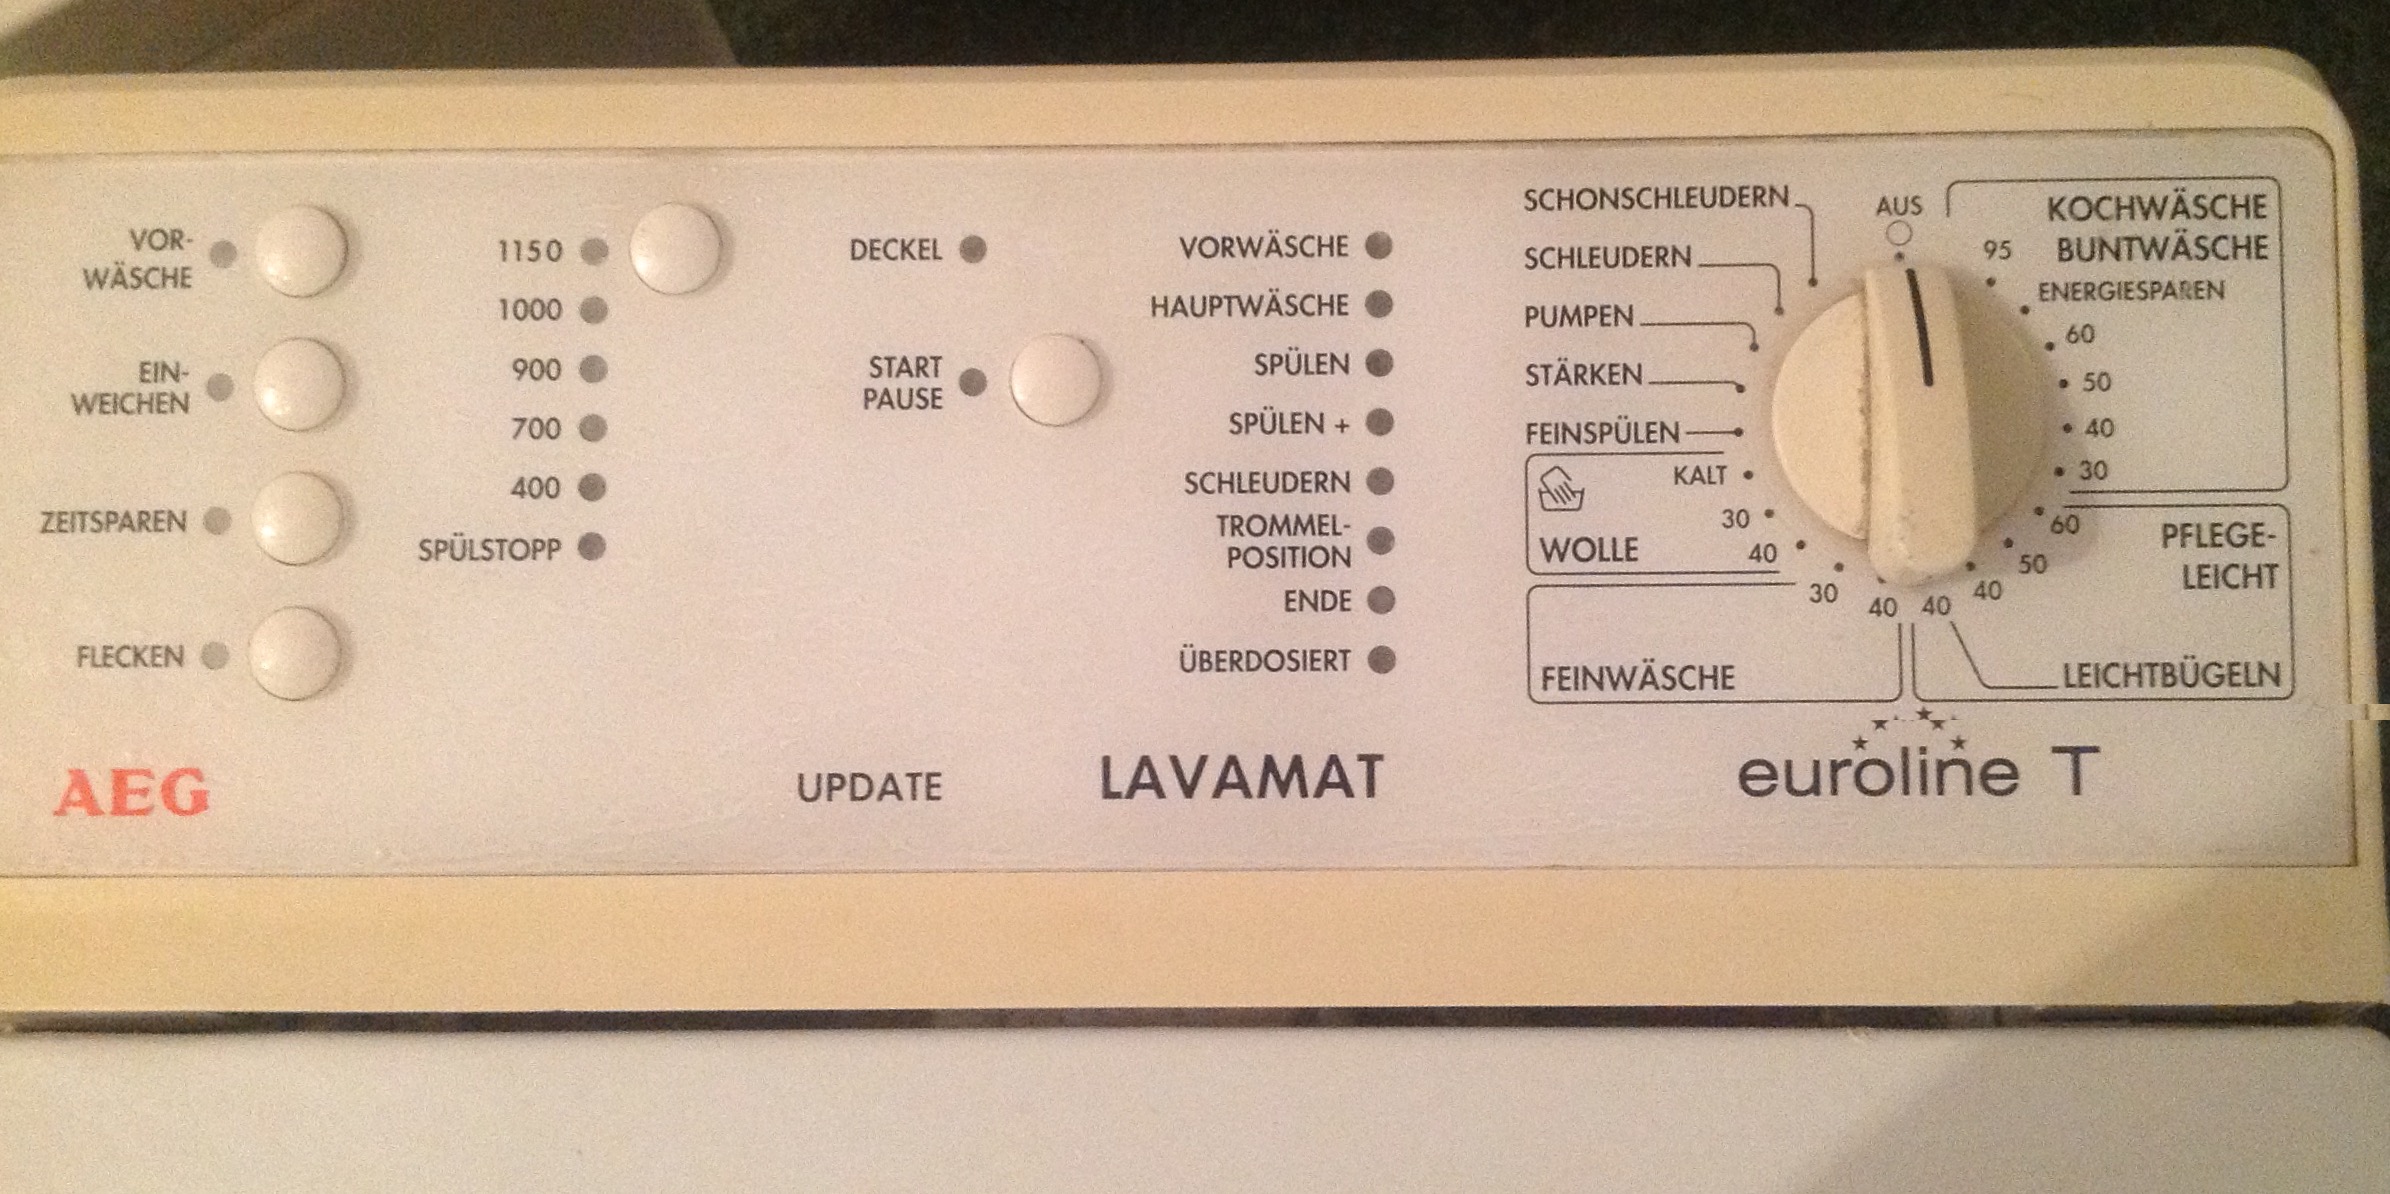 VOR-
WÄSCHE
EIN-
WEICHEN
ZEITSPAREN
FLECKEN
1150
1000
900
700
400
SPÜLSTOPP
DECKEL
START
PAUSE
VORWÄSCHE
HAUPTWÄSCHE
SPÜLEN
SPÜLEN +
SCHLEUDERN
TROMMEL-
POSITION
ENDE
ÜBERDOSIERT
SCHONSCHLEUDERN
SCHLEUDERN
PUMPEN
STÄRKEN
FEINSPÜLEN
KALT
30
WOLLE 40
30
40
FEINWÄSCHE
AUS
KOCHWÄSCHE
95 BUNTWÄSCHE
ENERGIESPAREN
60
50
40
30
60
PFLEGE-
LEICHT
50
40
40
LEICHTBÜGELN
AEG
UPDATE
LAVAMAT
euroline T